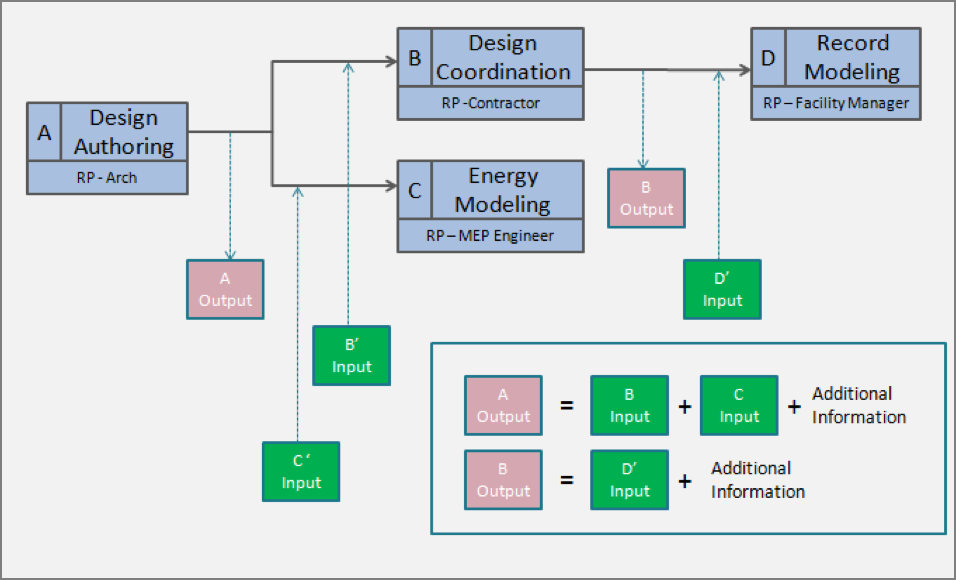 A
Design
Authoring
RP - Arch
B
Design
Coordination
RP -Contractor
C
Energy
Modeling
RP – MEP Engineer
D
Record
Modeling
RP – Facility Manager
A
Output
B′
Input
C ‘
Input
B
Output
D′
Input
A
Output
=
B
Input
+
C
Input
+
Additional
Information
B
Output
=
D′
Input
+
Additional
Information